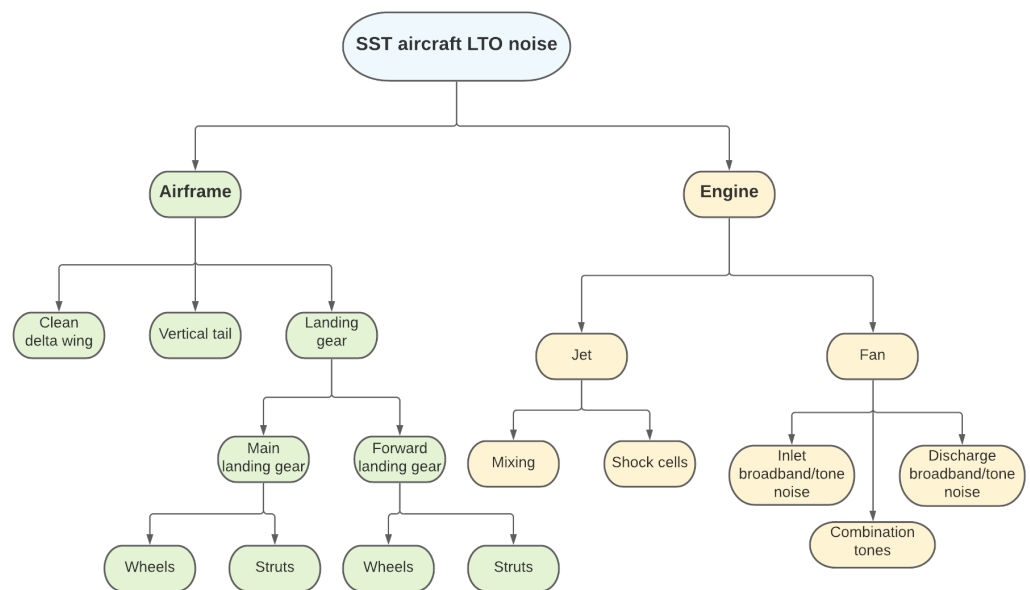 SST aircraft LTO noise
Airframe
Engine
Clean
delta wing
Vertical tail
Landing
gear
Jet
Fan
Main
landing gear
Forward
landing gear
Mixing
Shock cells
Inlet
broadband/tone
noise
Discharge
broadband/tone
noise
Combination
tones
Wheels
Struts
Wheels
Struts